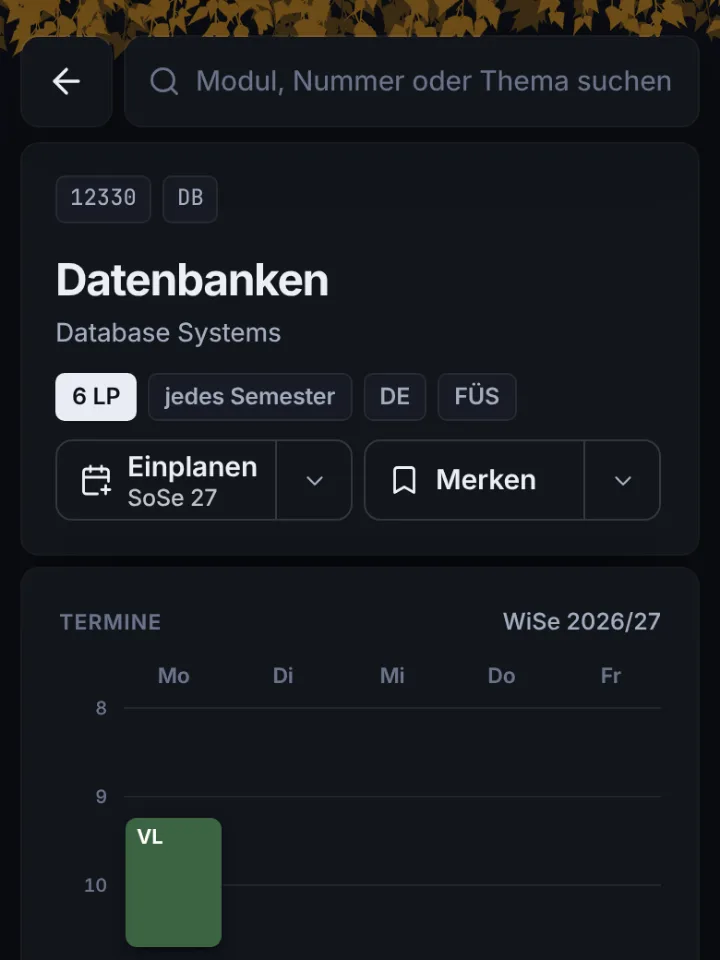 Modul, Nummer oder Thema suchen
12330 DB
Datenbanken
Database Systems
6 LP jedes Semester DE FÜS
Einplanen
SoSe 27
Merken
TERMINE WiSe 2026/27
Mo Di Mi Do Fr
8
9
VL
10